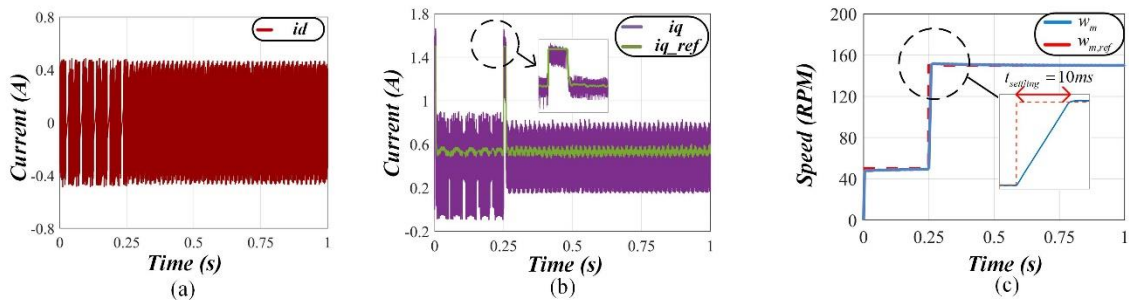 id
0.8
0.4
0
-0.4
-0.8
Current (A)
0
0.25
0.5
0.75
1
Time (s)
(a)
iq
iq_ref
1.8
1.4
1
0.6
0.2
-0.2
Current (A)
0
0.25
0.5
0.75
1
Time (s)
(b)
w_m
w_m,ref
200
160
120
80
40
0
Speed (RPM)
t_settling = 10ms
0
0.25
0.5
0.75
1
Time (s)
(c)